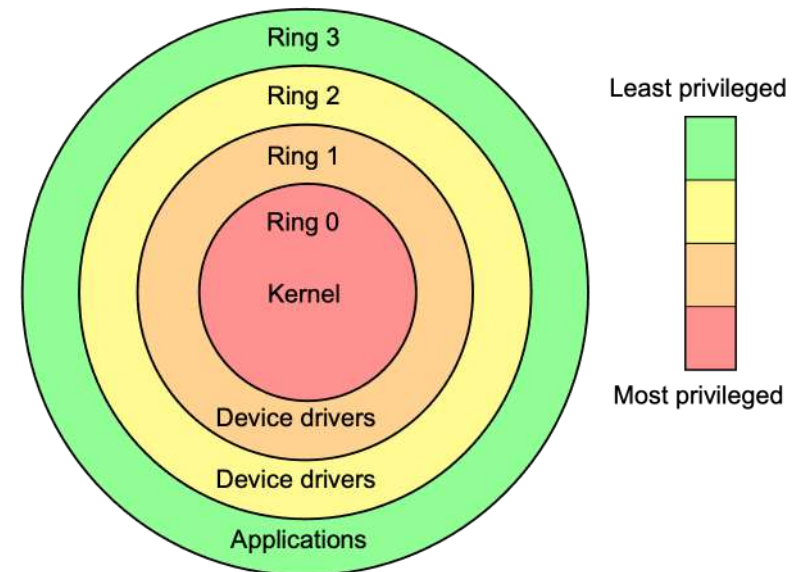 Ring 3
Ring 2
Ring 1
Ring 0
Kernel
Device drivers
Device drivers
Applications
Least privileged
Most privileged